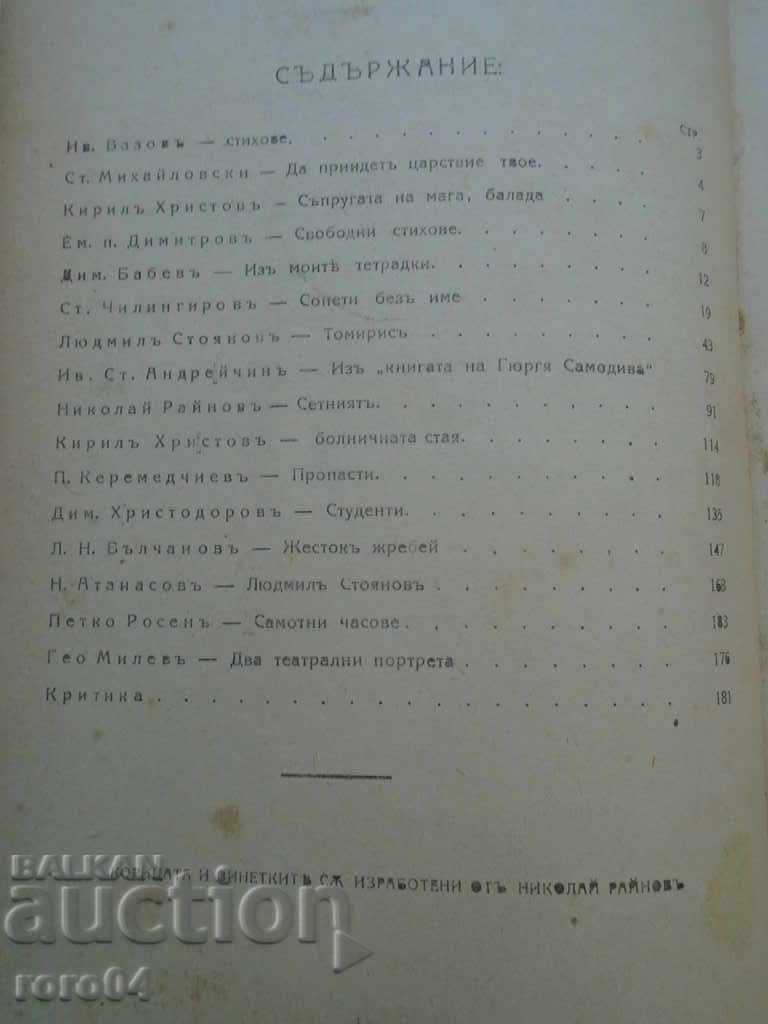 СЪДЪРЖАНИЕ:
Стр.
Ив. Вазовъ — стихове. 3
Ст. Михайловски — Да приидетъ царствие твое. 4
Кирилъ Христовъ — Съпругата на мага, балада 7
Ем. п. Димитровъ — Свободни стихове. 8
Дим. Бабевъ — Изъ моитѣ тетрадки. 12
Ст. Чилингировъ — Сонети безъ име 19
Людмилъ Стояновъ — Томирисъ 43
Ив. Ст. Андрейчинъ — Изъ „книгата на Гюргя Самодива“ 79
Николай Райновъ — Сетниятъ. 91
Кирилъ Христовъ — болничната стая. 114
П. Керемедчиевъ — Пропасти. 118
Дим. Христодоровъ — Студенти. 135
Л. Н. Вълчановъ — Жестокъ жребей 147
Н. Атанасовъ — Людмилъ Стояновъ 163
Петко Росенъ — Самотни часове. 183
Гео Милевъ — Два театрални портрета 176
Критика 181
И ВИНЕТКИТѢ СѪ ИЗРАБОТЕНИ ОТЪ НИКОЛАЙ РАЙНОВЪ
BALKAN
auction
roro04